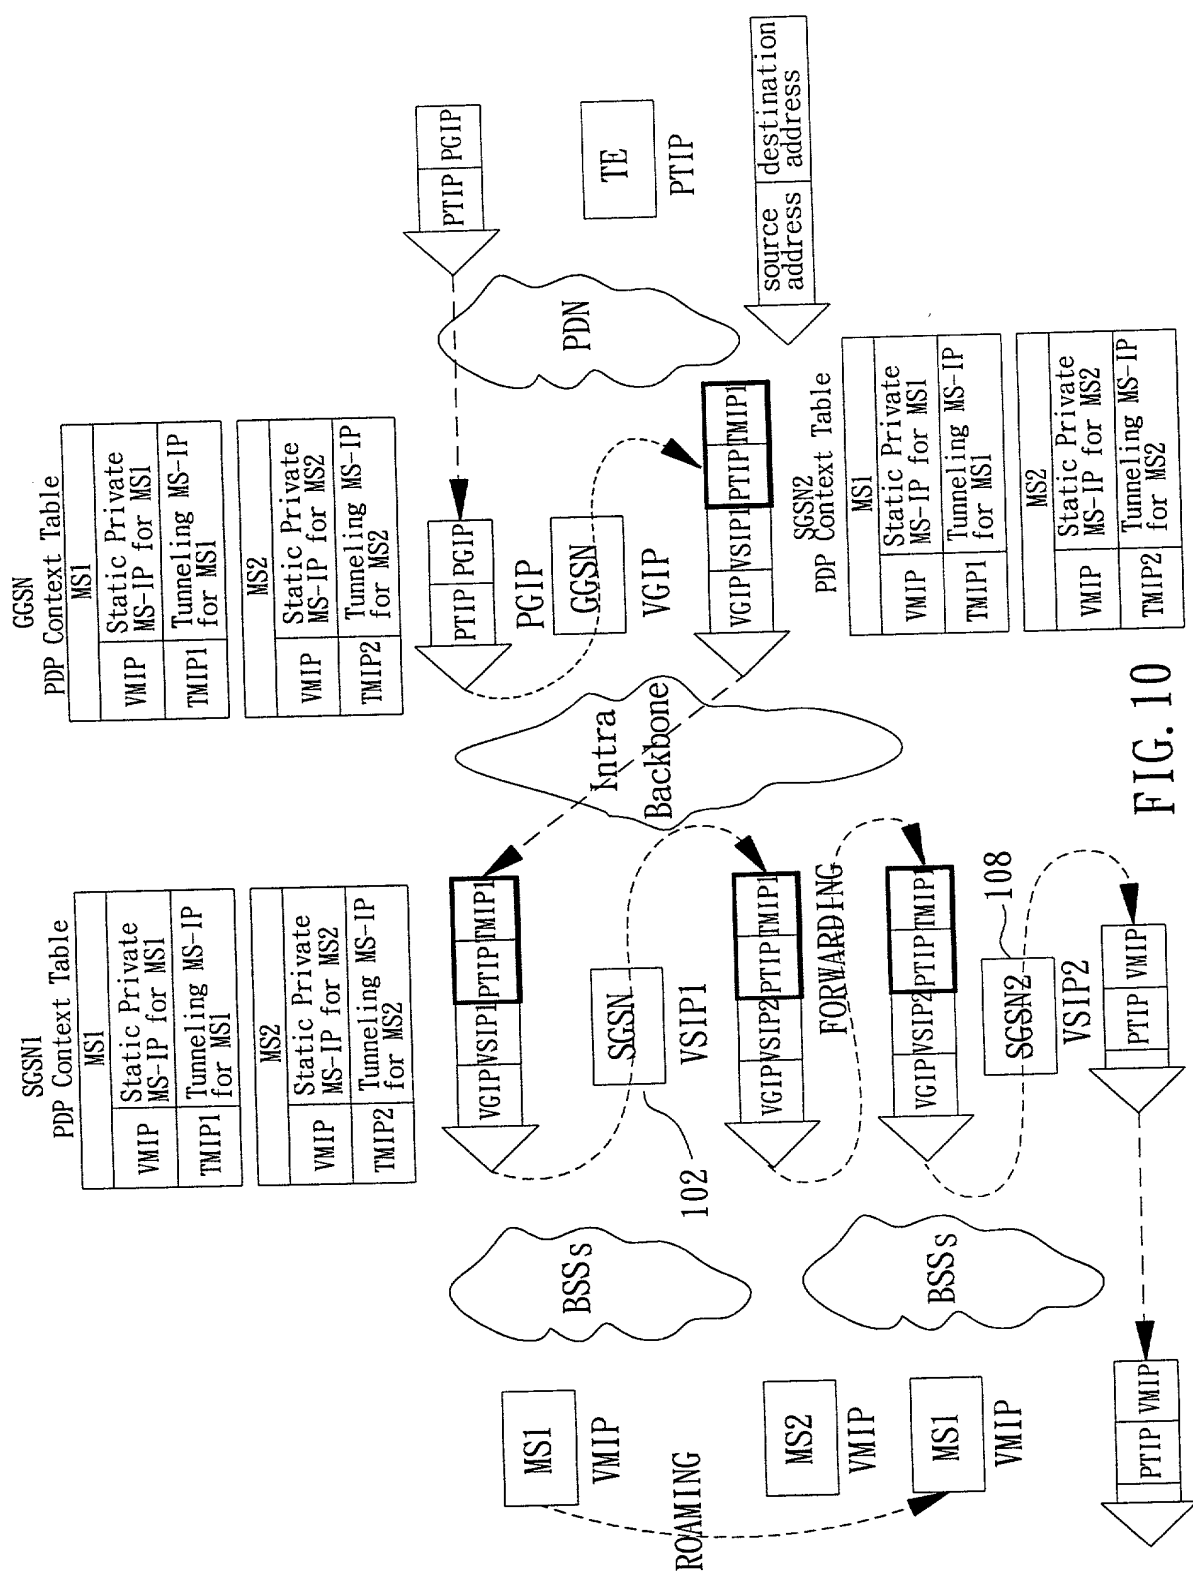 SGSN1
PDP Context Table
MS1
VMIP Static Private MS-IP for MS1
TMIP1 Tunneling MS-IP for MS1
MS2
VMIP Static Private MS-IP for MS2
TMIP2 Tunneling MS-IP for MS2
GGSN
PDP Context Table
MS1
VMIP Static Private MS-IP for MS1
TMIP1 Tunneling MS-IP for MS1
MS2
VMIP Static Private MS-IP for MS2
TMIP2 Tunneling MS-IP for MS2
PTIP PGIP
PTIP PGIP
VGIP VSIP1 PTIP TMIP1
PGIP
GGSN
VGIP
PDN
TE
PTIP
MS1
VMIP
BSSs
SGSN
VSIP1
102
Intra
Backbone
VGIP VSIP1 PTIP TMIP1
source address
destination address
ROAMING
MS2
VMIP
VGIP VSIP2 PTIP TMIP1
FORWARDING
SGSN2
PDP Context Table
MS1
VMIP Static Private MS-IP for MS1
TMIP1 Tunneling MS-IP for MS1
MS2
VMIP Static Private MS-IP for MS2
TMIP2 Tunneling MS-IP for MS2
MS1
VMIP
BSSs
VGIP VSIP2 PTIP TMIP1
SGSN2
108
VSIP2
PTIP VMIP
PTIP VMIP
FIG. 10